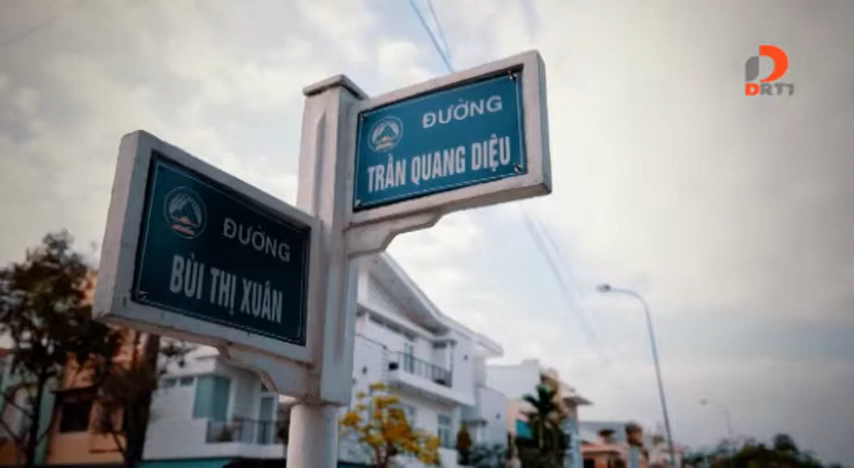 ĐƯỜNG
BÙI THỊ XUÂN
ĐƯỜNG
TRẦN QUANG DIỆU
DRT1